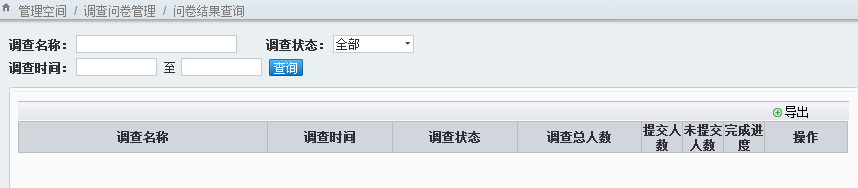 管理空间 / 调查问卷管理 / 问卷结果查询
调查名称： 调查状态： 全部
调查时间： 至 查询
导出
调查名称 调查时间 调查状态 调查总人数 提交人数 未提交人数 完成进度 操作